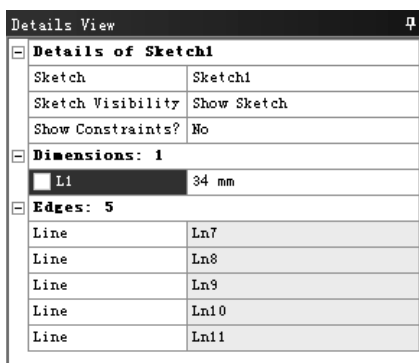 Details View
Details of Sketch1
Sketch Sketch1
Sketch Visibility Show Sketch
Show Constraints? No
Dimensions: 1
L1 34 mm
Edges: 5
Line Ln7
Line Ln8
Line Ln9
Line Ln10
Line Ln11